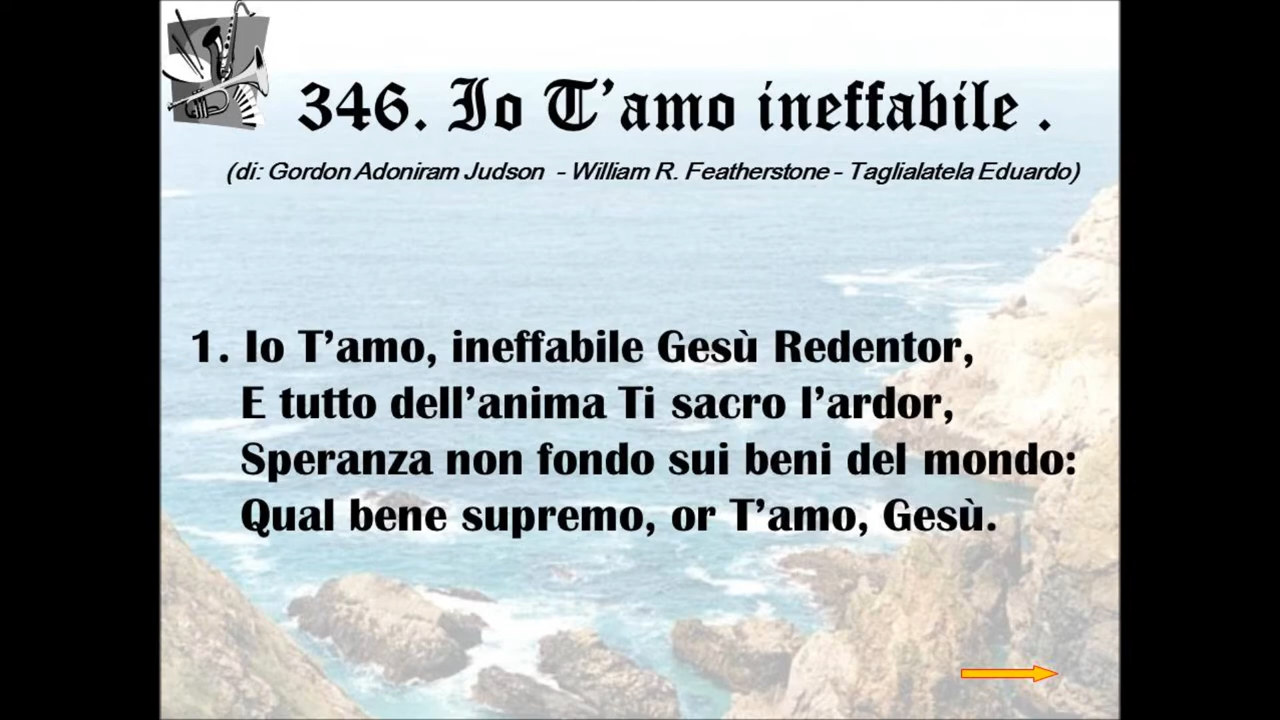 346. Io T’amo ineffabile .
(di: Gordon Adoniram Judson - William R. Featherstone - Taglialatela Eduardo)
1. Io T’amo, ineffabile Gesù Redentor,
E tutto dell’anima Ti sacro l’ardor,
Speranza non fondo sui beni del mondo:
Qual bene supremo, or T’amo, Gesù.